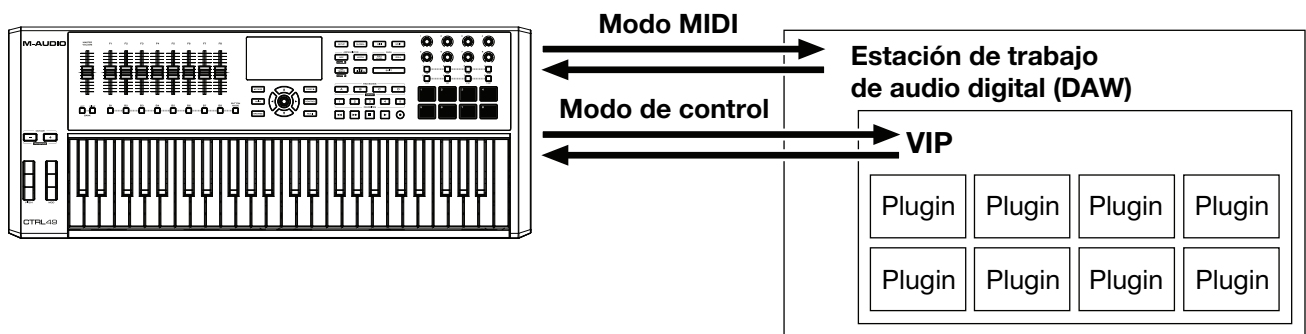 Modo MIDI
M-AUDIO
Estación de trabajo
de audio digital (DAW)
Modo de control
VIP
Plugin
Plugin
Plugin
Plugin
CTRL49
Plugin
Plugin
Plugin
Plugin